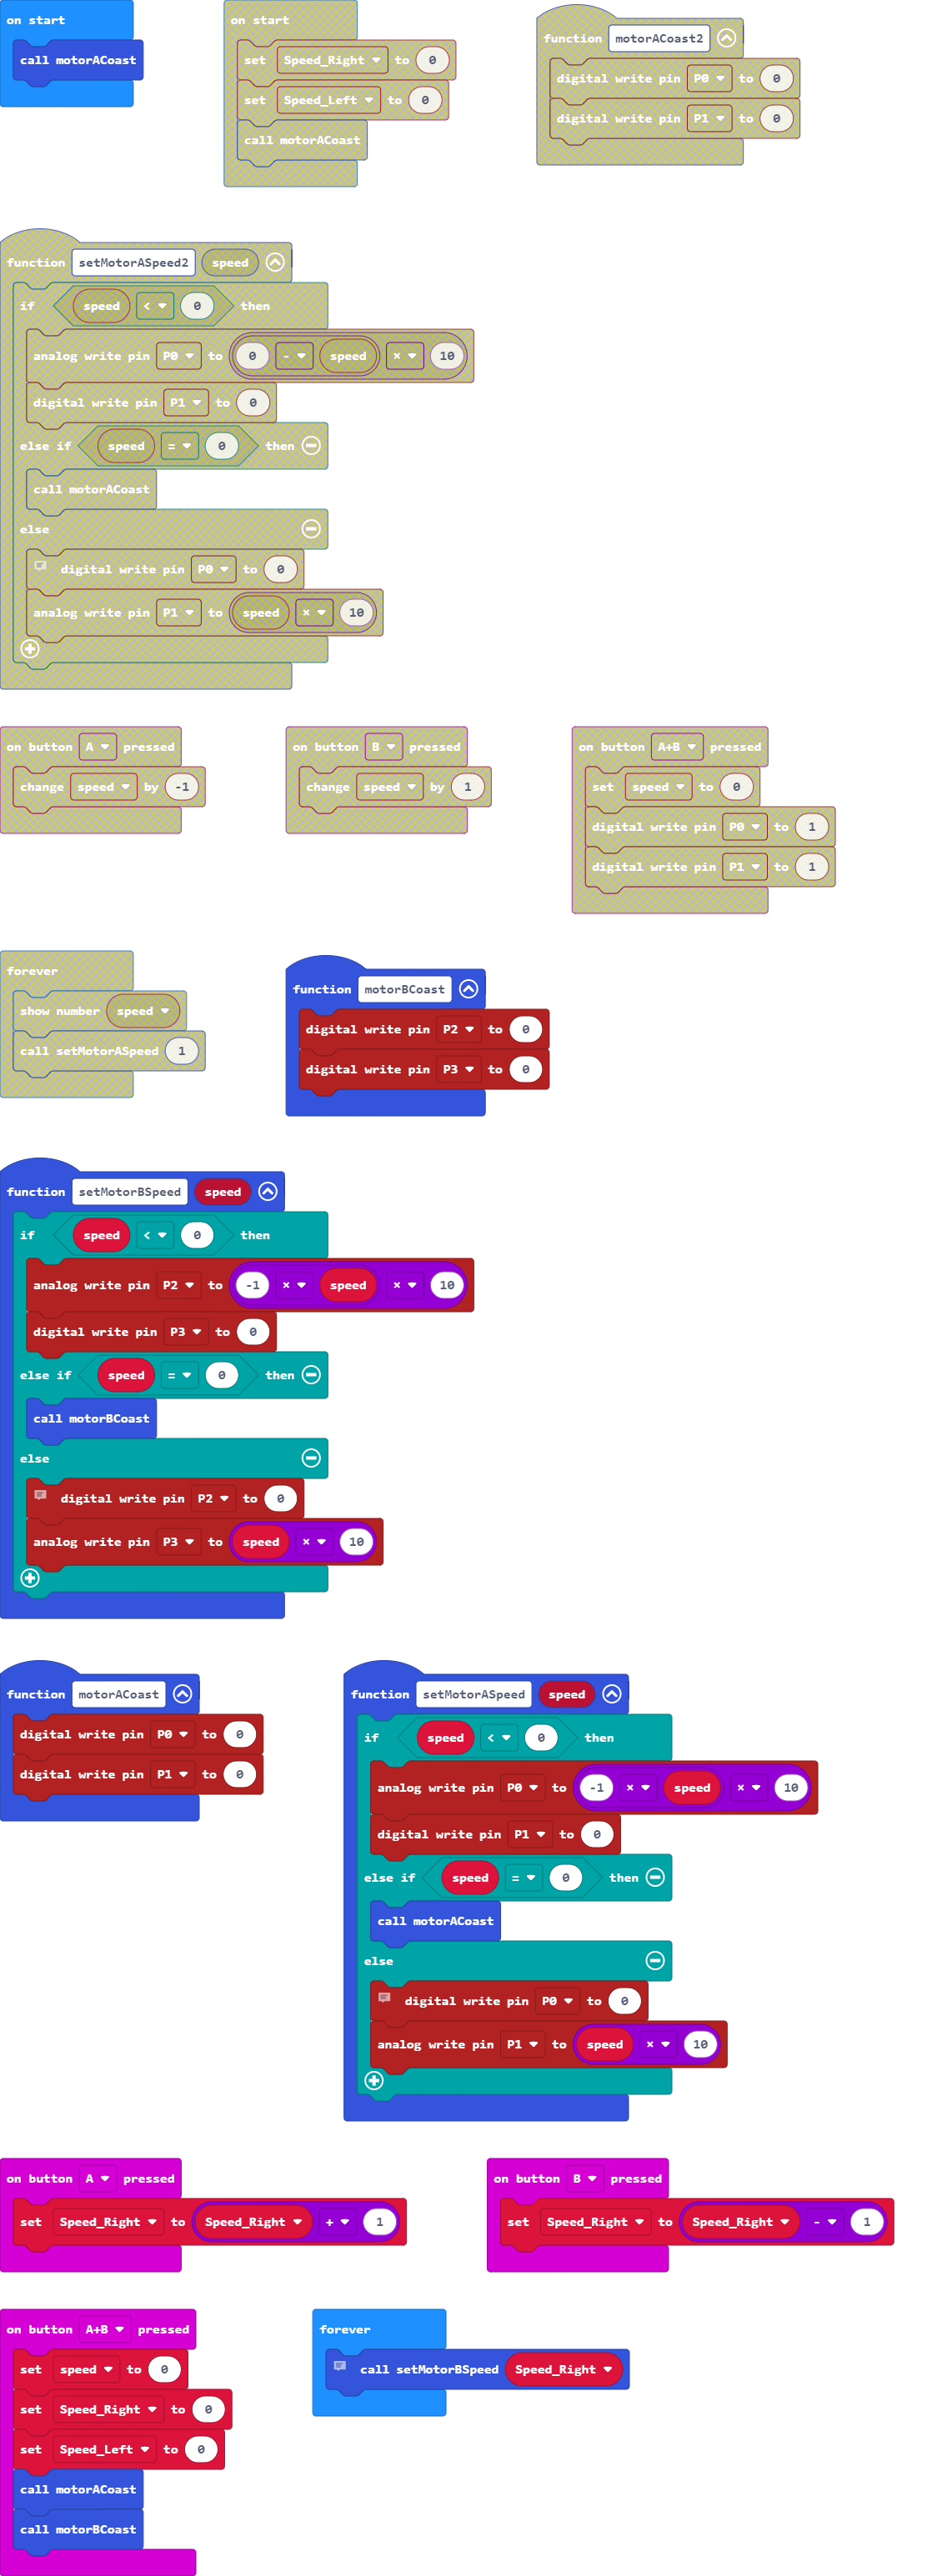 on start
call motorACoast
on start
set Speed_Right to 0
set Speed_Left to 0
call motorACoast
function motorACoast2
digital write pin P0 to 0
digital write pin P1 to 0
function setMotorASpeed2 speed
if speed < 0 then
analog write pin P0 to 0 - speed × 10
digital write pin P1 to 0
else if speed = 0 then
call motorACoast
else
digital write pin P0 to 0
analog write pin P1 to speed × 10
on button A pressed
change speed by -1
on button B pressed
change speed by 1
on button A+B pressed
set speed to 0
digital write pin P0 to 1
digital write pin P1 to 1
forever
show number speed
call setMotorASpeed 1
function motorBCoast
digital write pin P2 to 0
digital write pin P3 to 0
function setMotorBSpeed speed
if speed < 0 then
analog write pin P2 to -1 × speed × 10
digital write pin P3 to 0
else if speed = 0 then
call motorBCoast
else
digital write pin P2 to 0
analog write pin P3 to speed × 10
function motorACoast
digital write pin P0 to 0
digital write pin P1 to 0
function setMotorASpeed speed
if speed < 0 then
analog write pin P0 to -1 × speed × 10
digital write pin P1 to 0
else if speed = 0 then
call motorACoast
else
digital write pin P0 to 0
analog write pin P1 to speed × 10
on button A pressed
set Speed_Right to Speed_Right + 1
on button B pressed
set Speed_Right to Speed_Right - 1
on button A+B pressed
set speed to 0
set Speed_Right to 0
set Speed_Left to 0
call motorACoast
call motorBCoast
forever
call setMotorBSpeed Speed_Right